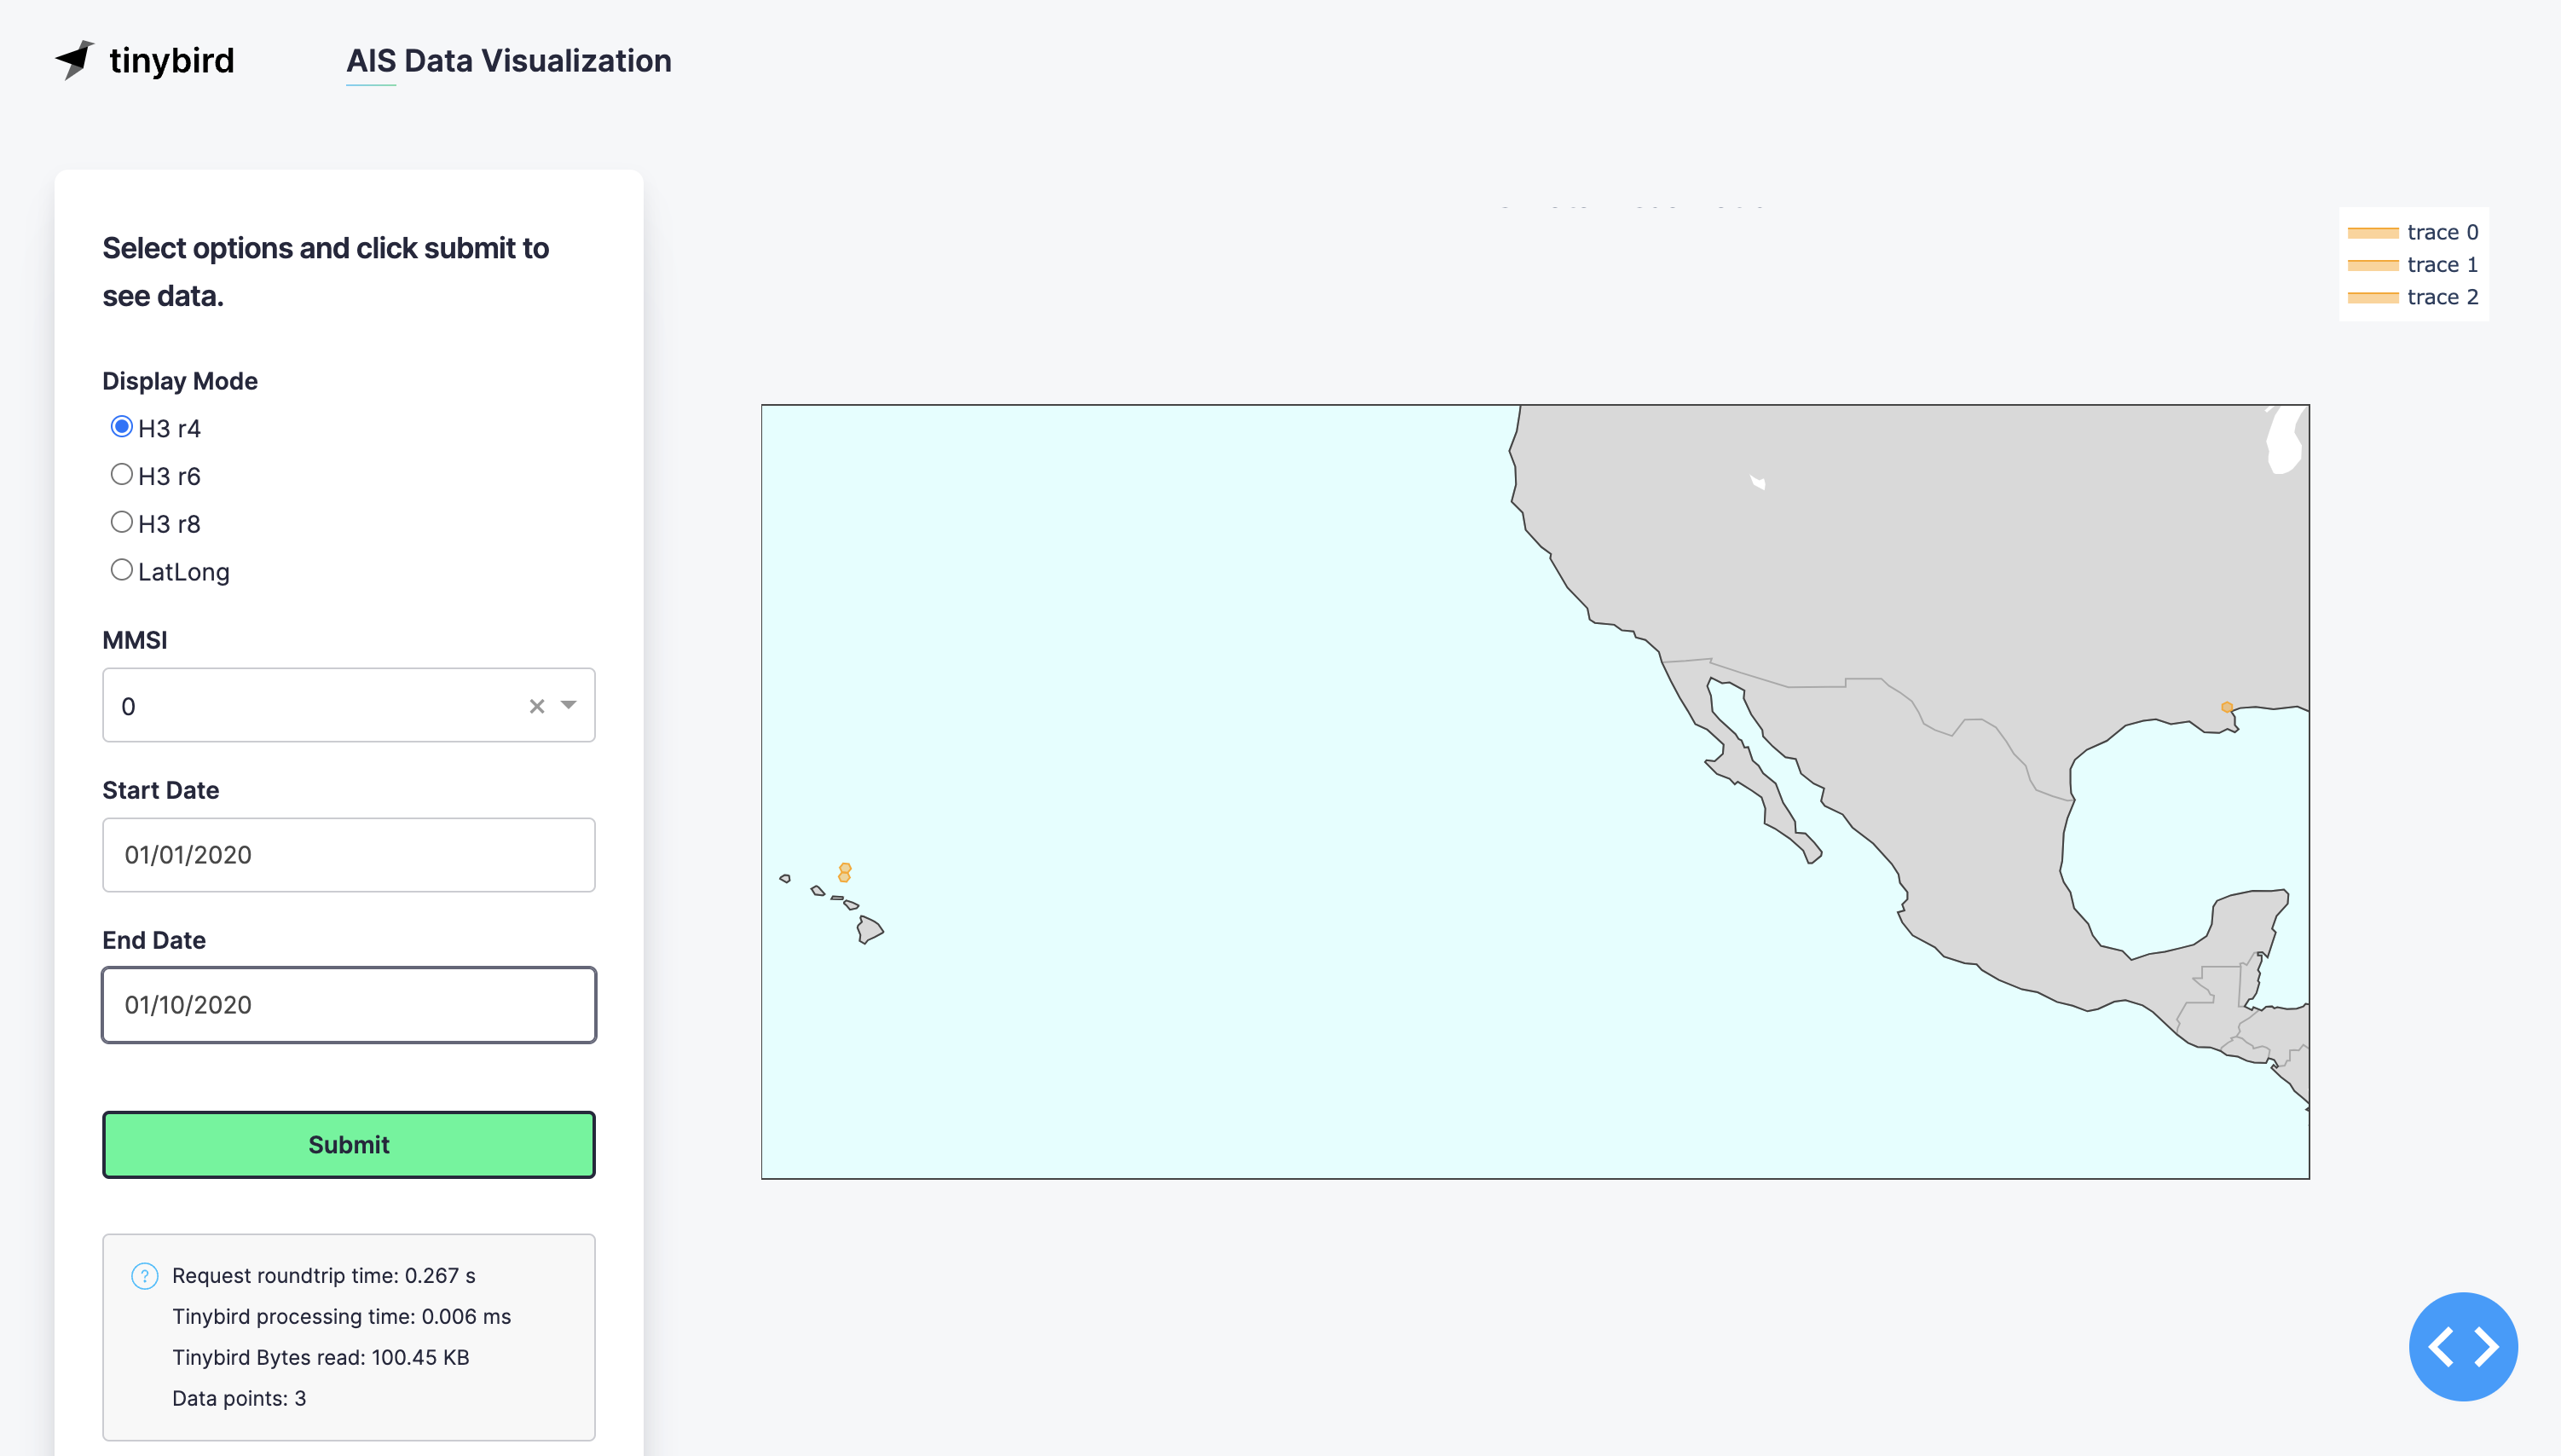 tinybird
AIS Data Visualization
Select options and click submit to
see data.
Display Mode
H3 r4
H3 r6
H3 r8
LatLong
MMSI
0
Start Date
01/01/2020
End Date
01/10/2020
Submit
? Request roundtrip time: 0.267 s
Tinybird processing time: 0.006 ms
Tinybird Bytes read: 100.45 KB
Data points: 3
trace 0
trace 1
trace 2